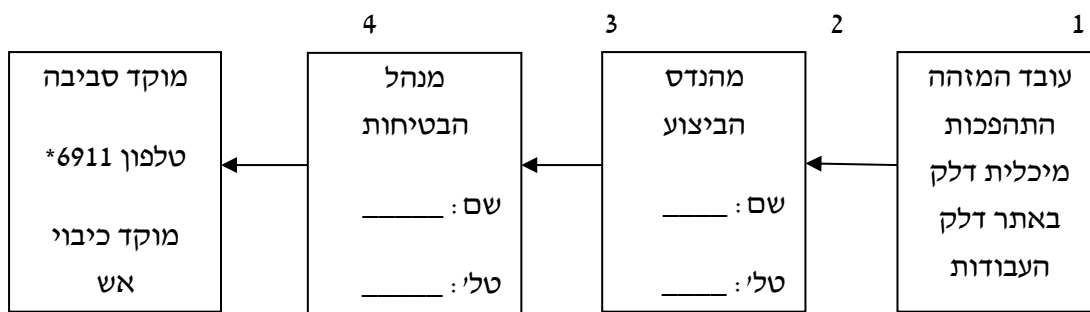 1
2
3
4
עובד המזהה
התהפכות
מיכלית דלק
באתר דלק
העבודות
מהנדס
הביצוע
שם: _____
טל': _____
מנהל
הבטיחות
שם: ______
טל': ______
מוקד סביבה
טלפון 6911*
מוקד כיבוי
אש